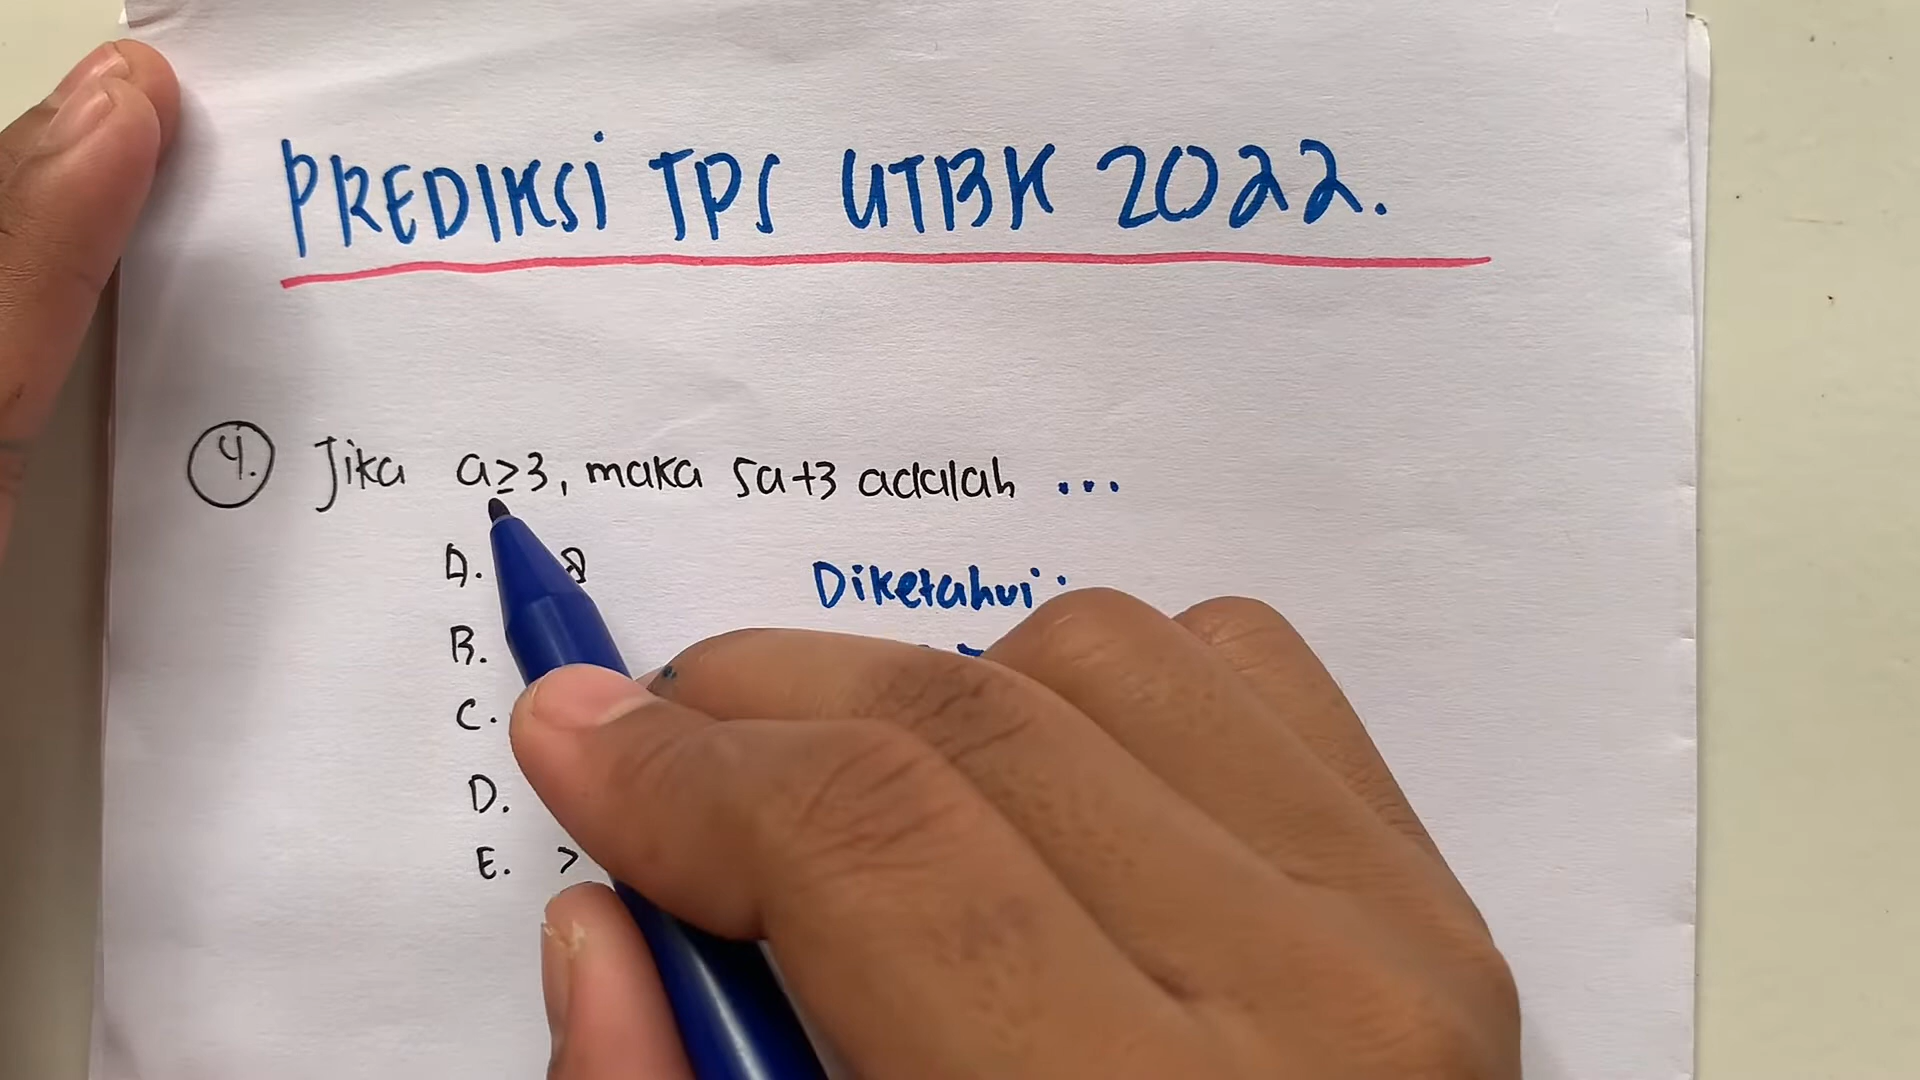 PREDIKSI TPS UTBK 2022.
4. Jika a≥3, maka 5a+3 adalah ...
A.
Diketahui:
B.
C.
D.
E. >